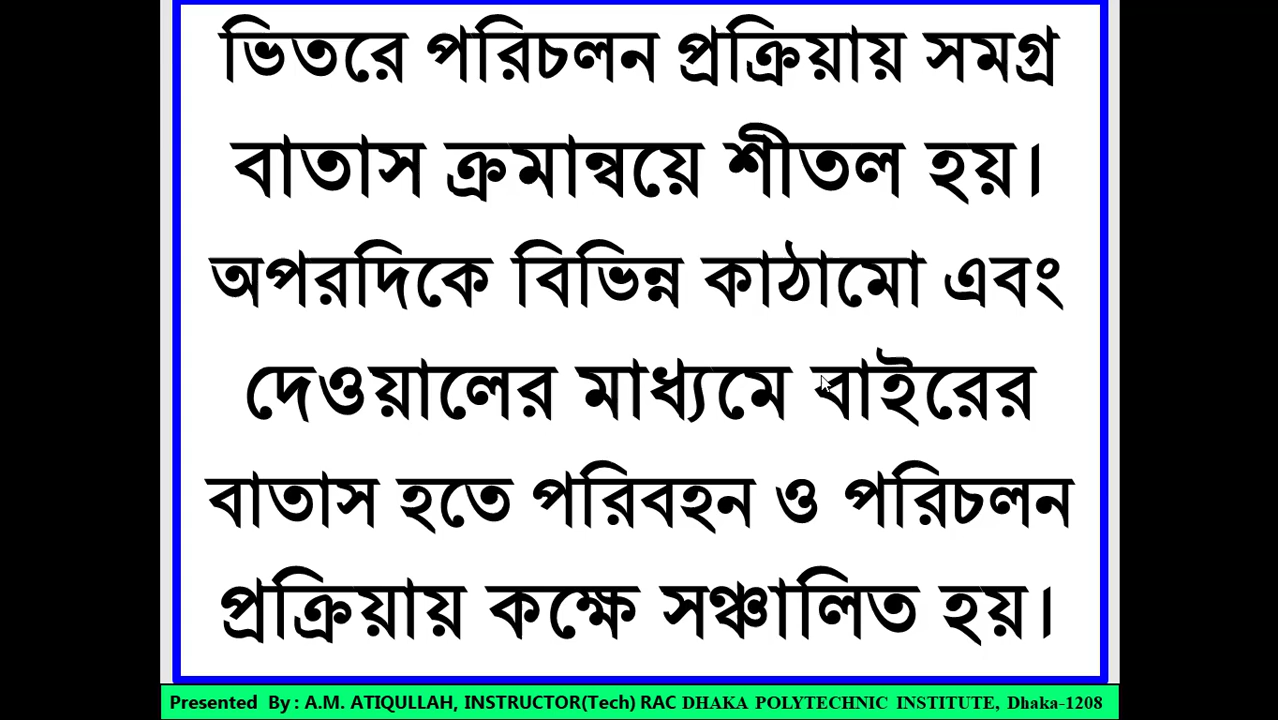 ভিতরে পরিচলন প্রক্রিয়ায় সমগ্র
বাতাস ক্রমান্বয়ে শীতল হয়।
অপরদিকে বিভিন্ন কাঠামো এবং
দেওয়ালের মাধ্যমে বাইরের
বাতাস হতে পরিবহন ও পরিচলন
প্রক্রিয়ায় কক্ষে সঞ্চালিত হয়।
Presented By : A.M. ATIQULLAH, INSTRUCTOR(Tech) RAC DHAKA POLYTECHNIC INSTITUTE, Dhaka-1208